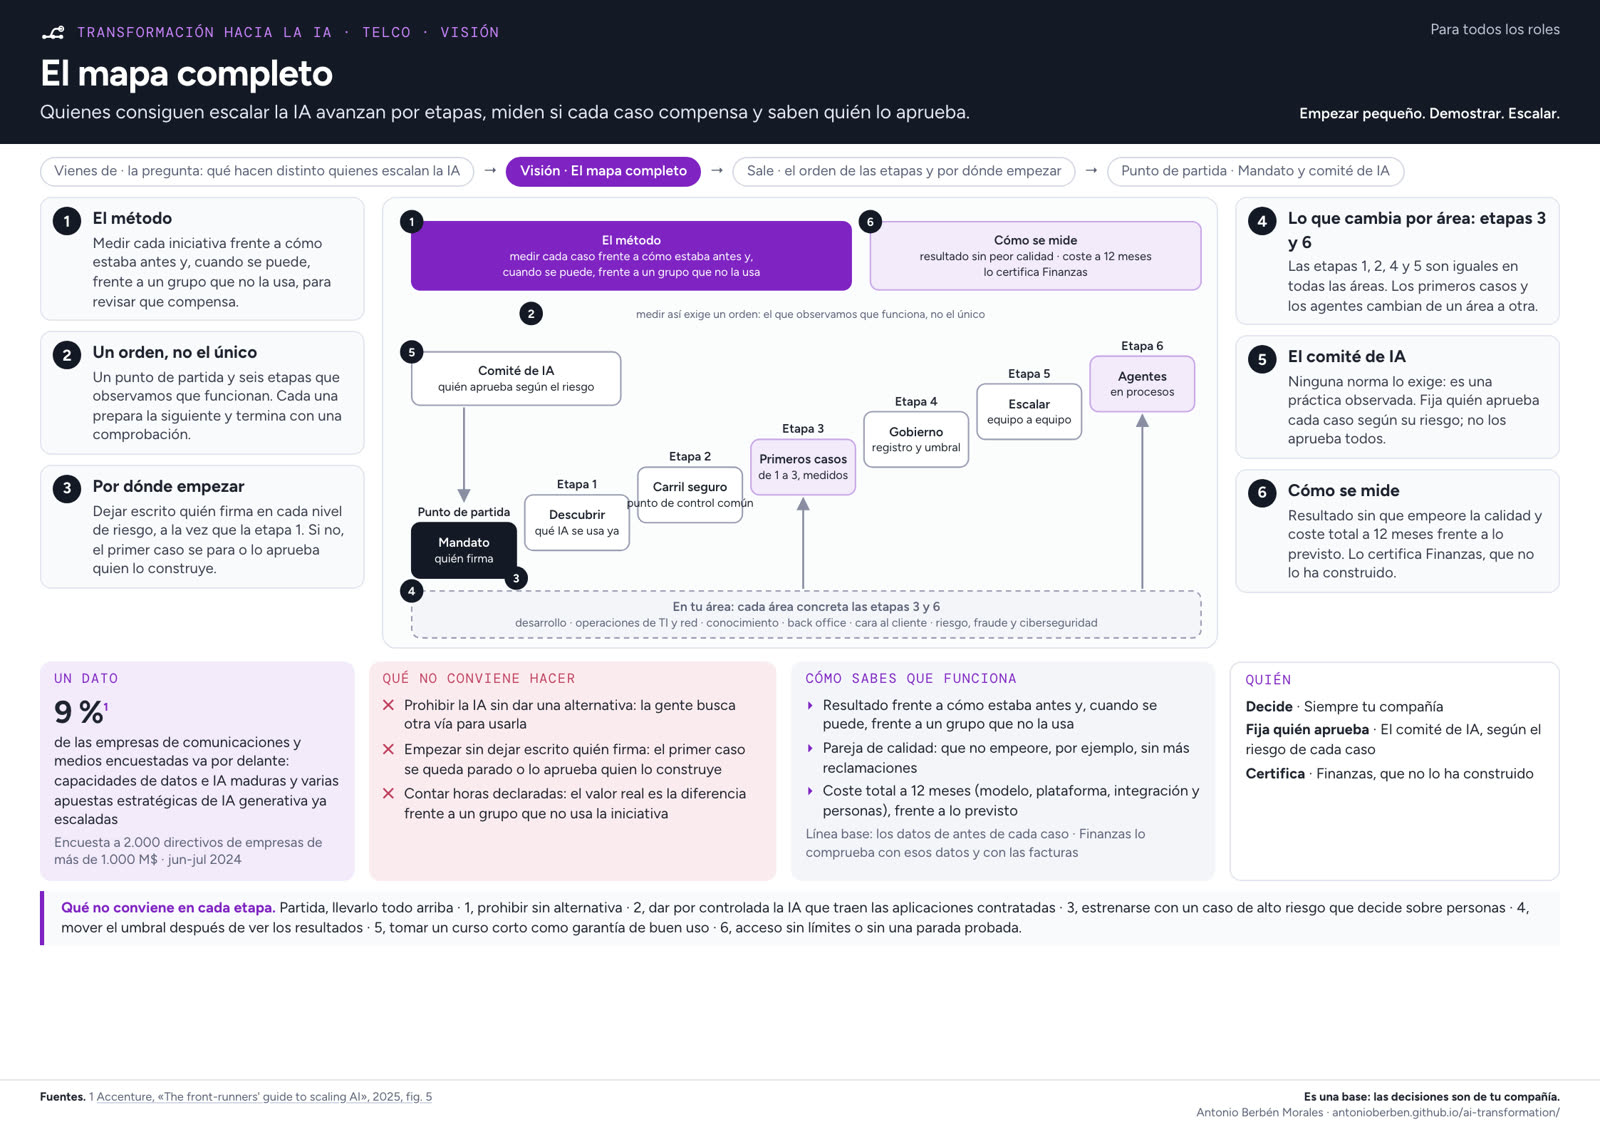 TRANSFORMACIÓN HACIA LA IA · TELCO · VISIÓN
Para todos los roles
El mapa completo
Quienes consiguen escalar la IA avanzan por etapas, miden si cada caso compensa y saben quién lo aprueba.
Empezar pequeño. Demostrar. Escalar.
Vienes de · la pregunta: qué hacen distinto quienes escalan la IA → Visión · El mapa completo → Sale · el orden de las etapas y por dónde empezar → Punto de partida · Mandato y comité de IA
1 El método
Medir cada iniciativa frente a cómo
estaba antes y, cuando se puede,
frente a un grupo que no la usa, para
revisar que compensa.
2 Un orden, no el único
Un punto de partida y seis etapas que
observamos que funcionan. Cada una
prepara la siguiente y termina con una
comprobación.
3 Por dónde empezar
Dejar escrito quién firma en cada nivel
de riesgo, a la vez que la etapa 1. Si no,
el primer caso se para o lo aprueba
quien lo construye.
1
El método
medir cada caso frente a cómo estaba antes y,
cuando se puede, frente a un grupo que no la usa
6
Cómo se mide
resultado sin peor calidad · coste a 12 meses
lo certifica Finanzas
2
medir así exige un orden: el que observamos que funciona, no el único
5
Comité de IA
quién aprueba según el riesgo
Punto de partida
Mandato
quién firma
3
Etapa 1
Descubrir
qué IA se usa ya
Etapa 2
Carril seguro
punto de control común
Etapa 3
Primeros casos
de 1 a 3, medidos
Etapa 4
Gobierno
registro y umbral
Etapa 5
Escalar
equipo a equipo
Etapa 6
Agentes
en procesos
4
En tu área: cada área concreta las etapas 3 y 6
desarrollo · operaciones de TI y red · conocimiento · back office · cara al cliente · riesgo, fraude y ciberseguridad
4 Lo que cambia por área: etapas 3
y 6
Las etapas 1, 2, 4 y 5 son iguales en
todas las áreas. Los primeros casos y
los agentes cambian de un área a otra.
5 El comité de IA
Ninguna norma lo exige: es una
práctica observada. Fija quién aprueba
cada caso según su riesgo; no los
aprueba todos.
6 Cómo se mide
Resultado sin que empeore la calidad y
coste total a 12 meses frente a lo
previsto. Lo certifica Finanzas, que no
lo ha construido.
UN DATO
9 %1
de las empresas de comunicaciones y
medios encuestadas va por delante:
capacidades de datos e IA maduras y varias
apuestas estratégicas de IA generativa ya
escaladas
Encuesta a 2.000 directivos de empresas de
más de 1.000 M$ · jun-jul 2024
QUÉ NO CONVIENE HACER
Prohibir la IA sin dar una alternativa: la gente busca
otra vía para usarla
Empezar sin dejar escrito quién firma: el primer caso
se queda parado o lo aprueba quien lo construye
Contar horas declaradas: el valor real es la diferencia
frente a un grupo que no usa la iniciativa
CÓMO SABES QUE FUNCIONA
Resultado frente a cómo estaba antes y, cuando se
puede, frente a un grupo que no la usa
Pareja de calidad: que no empeore, por ejemplo, sin más
reclamaciones
Coste total a 12 meses (modelo, plataforma, integración y
personas), frente a lo previsto
Línea base: los datos de antes de cada caso · Finanzas lo
comprueba con esos datos y con las facturas
QUIÉN
Decide · Siempre tu compañía
Fija quién aprueba · El comité de IA, según el
riesgo de cada caso
Certifica · Finanzas, que no lo ha construido
Qué no conviene en cada etapa. Partida, llevarlo todo arriba · 1, prohibir sin alternativa · 2, dar por controlada la IA que traen las aplicaciones contratadas · 3, estrenarse con un caso de alto riesgo que decide sobre personas · 4,
mover el umbral después de ver los resultados · 5, tomar un curso corto como garantía de buen uso · 6, acceso sin límites o sin una parada probada.
Fuentes. 1 Accenture, «The front-runners' guide to scaling AI», 2025, fig. 5
Es una base: las decisiones son de tu compañía.
Antonio Berbén Morales · antonioberben.github.io/ai-transformation/